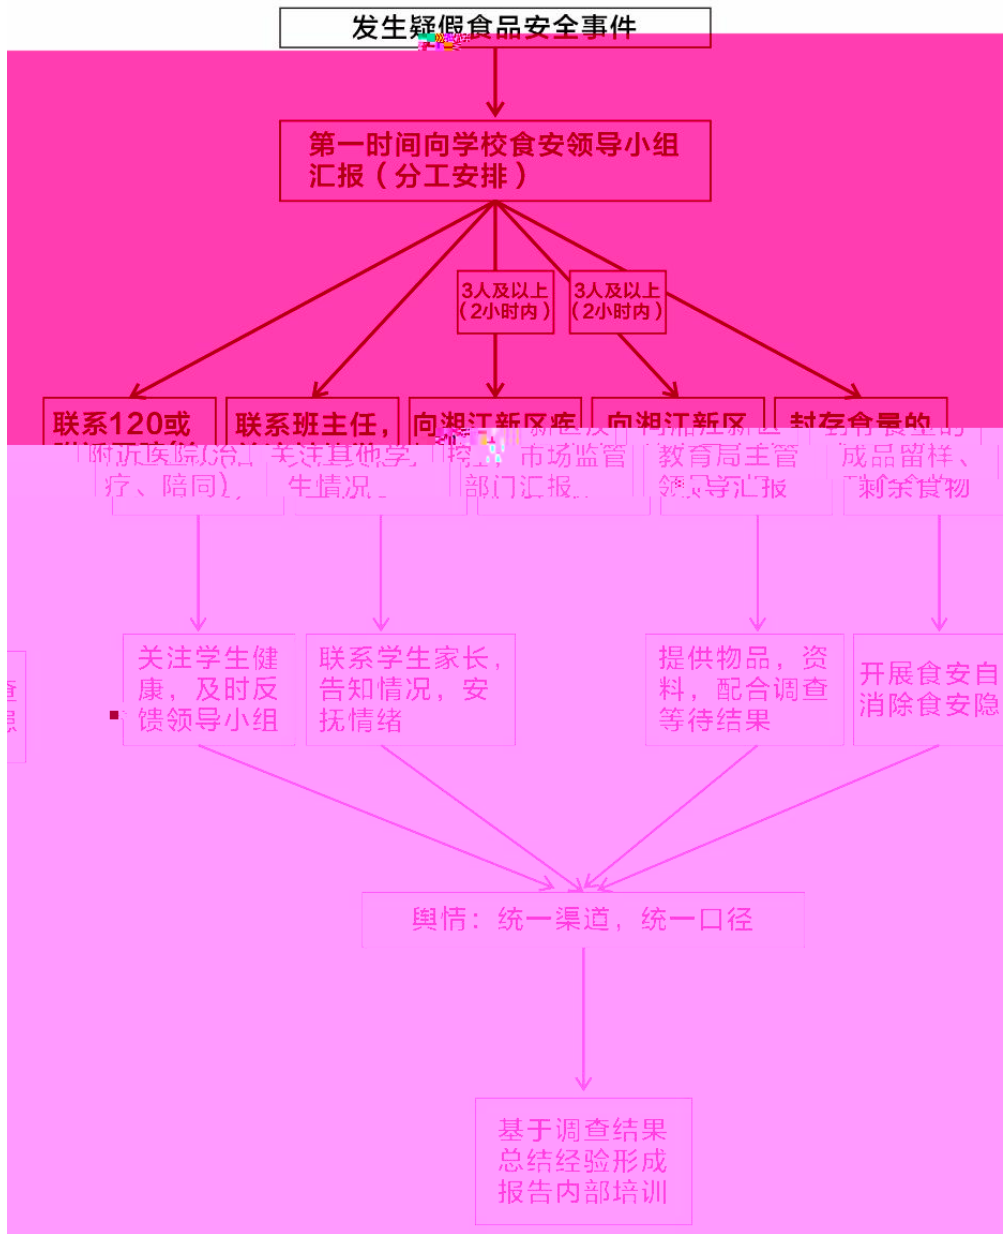 发生疑假食品安全事件
第一时间向学校食安领导小组
汇报（分工安排）
3人及以上
（2小时内）
3人及以上
（2小时内）
联系120或
附近医院(治
疗、陪同)
联系班主任，
关注其他学
生情况。
向湘江新区疾
控、市场监管
部门汇报
向湘江新区
教育局主管
领导汇报
封存食堂的
成品留样、
剩余食物
关注学生健
康，及时反
馈领导小组
联系学生家长，
告知情况，安
抚情绪
提供物品，资
料，配合调查
等待结果
开展食安自
消除食安隐
舆情：统一渠道，统一口径
基于调查结果
总结经验形成
报告内部培训